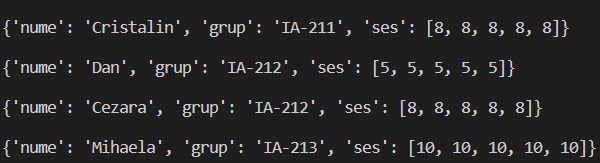 {'nume': 'Cristalin', 'grup': 'IA-211', 'ses': [8, 8, 8, 8, 8]}
{'nume': 'Dan', 'grup': 'IA-212', 'ses': [5, 5, 5, 5, 5]}
{'nume': 'Cezara', 'grup': 'IA-212', 'ses': [8, 8, 8, 8, 8]}
{'nume': 'Mihaela', 'grup': 'IA-213', 'ses': [10, 10, 10, 10, 10]}